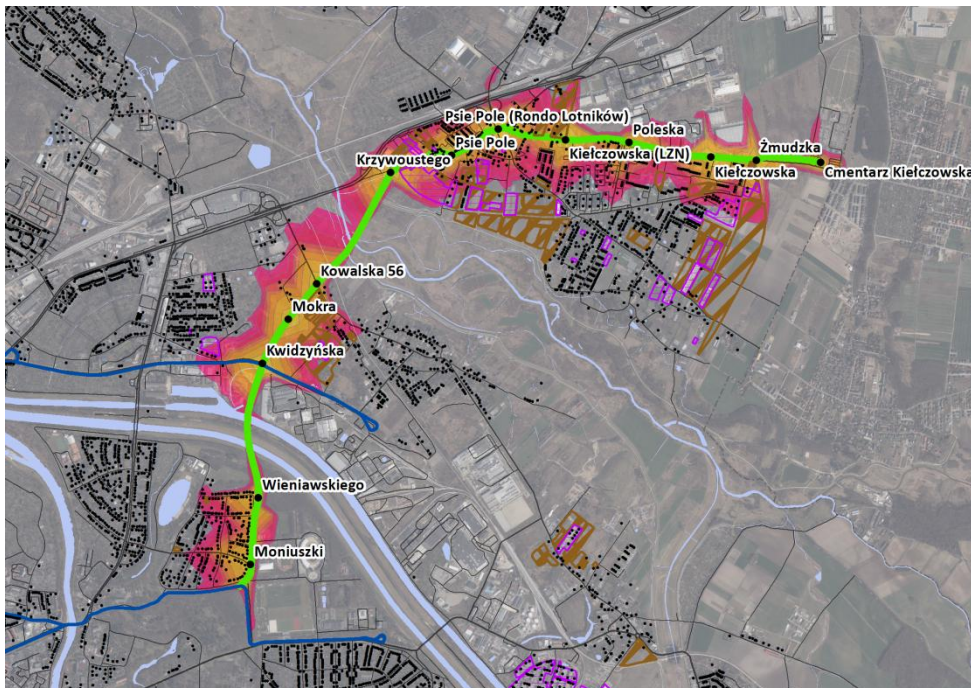 Psie Pole (Rondo Lotników)
Poleska
Psie Pole
Kiełczowska (LZN)
Żmudzka
Krzywoustego
Kiełczowska
Cmentarz Kiełczowska
Kowalska 56
Mokra
Kwidzyńska
Wieniawskiego
Moniuszki